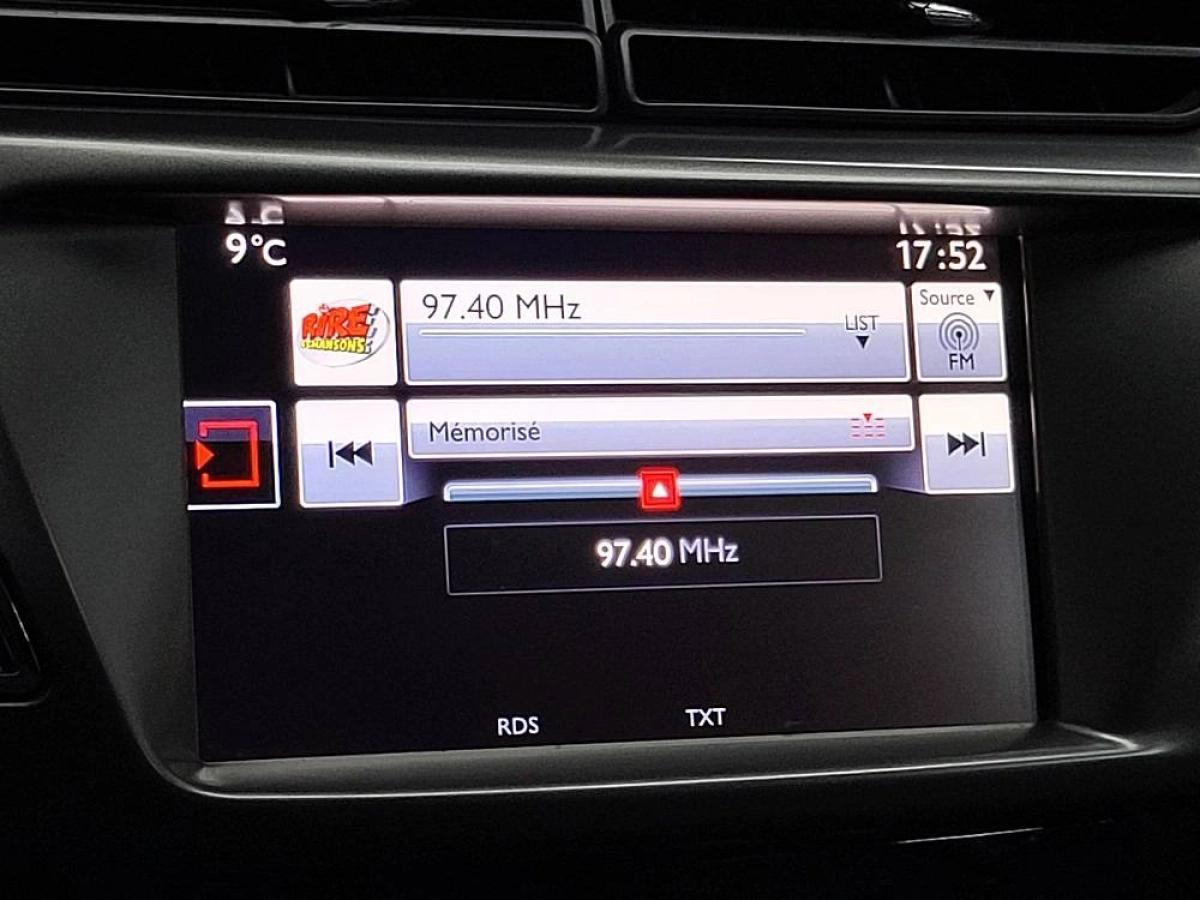 9°C
17:52
RIRE
& CHANSONS
97.40 MHz
LIST
Source
FM
Mémorisé
97.40 MHz
RDS
TXT